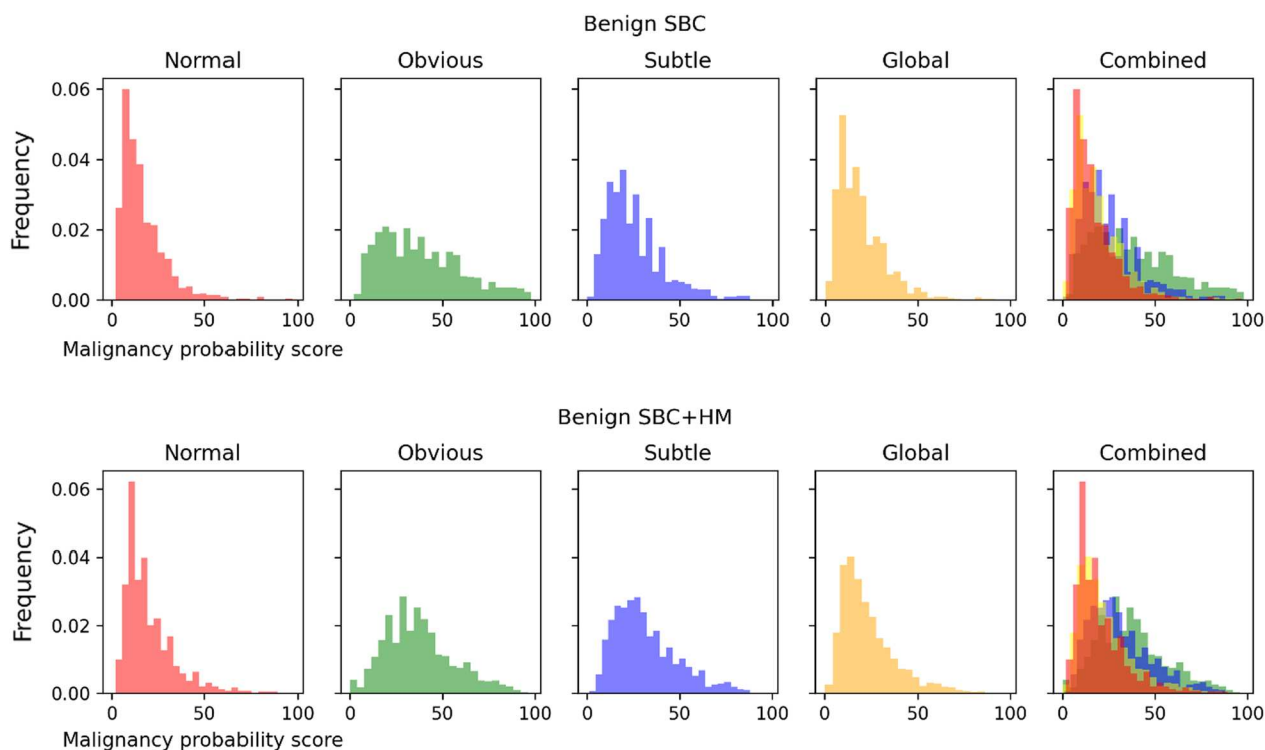 Benign SBC
Normal Obvious Subtle Global Combined
0.06
0.04
0.02
0.00
Frequency
0 50 100 0 50 100 0 50 100 0 50 100 0 50 100
Malignancy probability score
Benign SBC+HM
Normal Obvious Subtle Global Combined
0.06
0.04
0.02
0.00
Frequency
0 50 100 0 50 100 0 50 100 0 50 100 0 50 100
Malignancy probability score